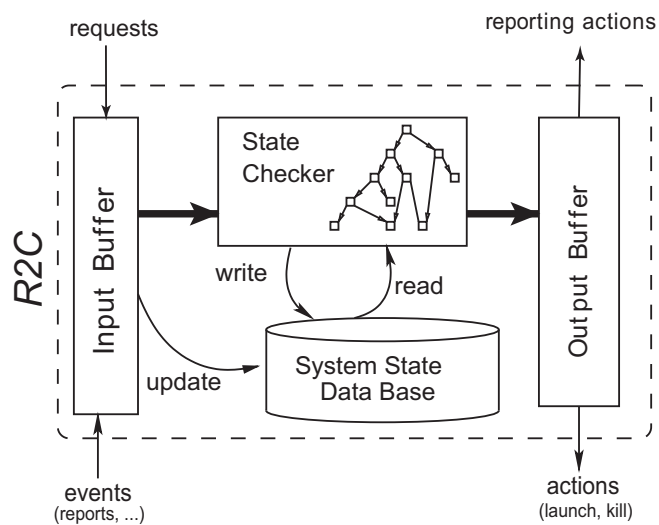 requests
reporting actions
R2C
Input Buffer
State
Checker
Output Buffer
write
read
update
System State
Data Base
events
(reports, ...)
actions
(launch, kill)